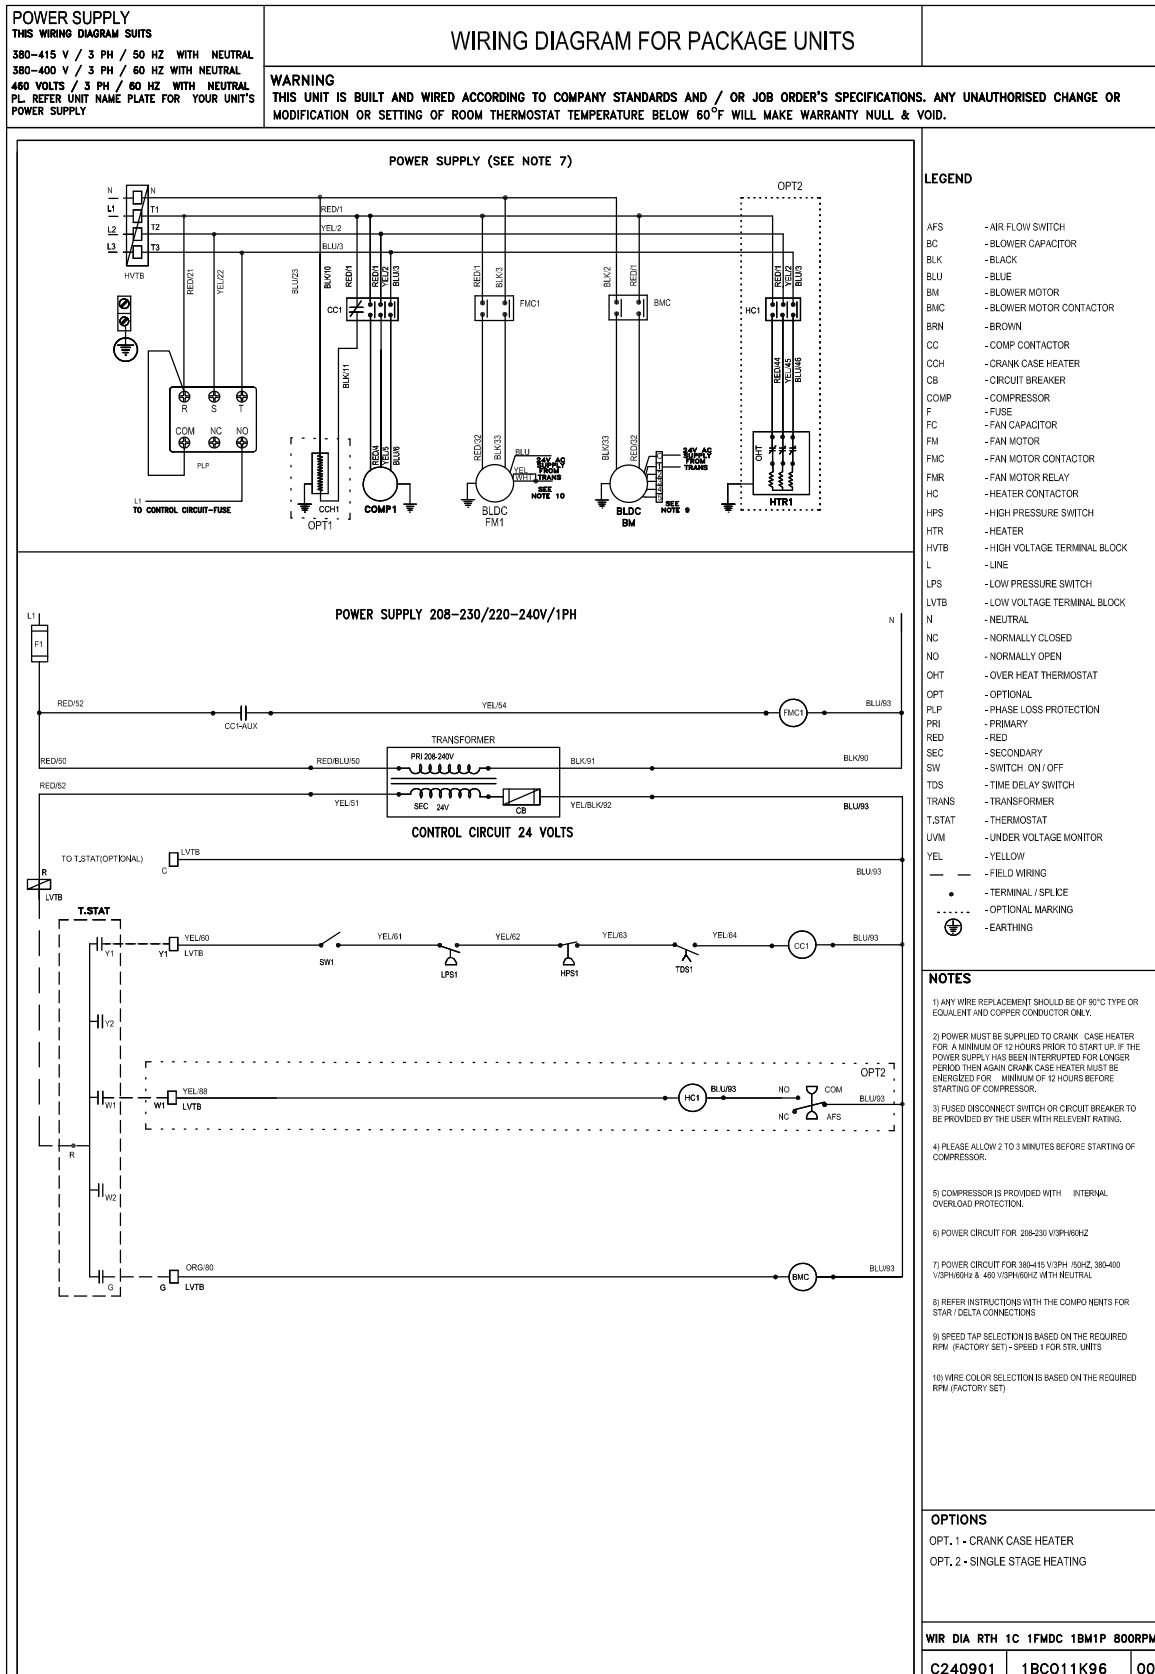 POWER SUPPLY
THIS WIRING DIAGRAM SUITS
380-415 V / 3 PH / 50 HZ WITH NEUTRAL
380-400 V / 3 PH / 60 HZ WITH NEUTRAL
460 VOLTS / 3 PH / 60 HZ WITH NEUTRAL
PL. REFER UNIT NAME PLATE FOR YOUR UNIT'S
POWER SUPPLY
WIRING DIAGRAM FOR PACKAGE UNITS
WARNING
THIS UNIT IS BUILT AND WIRED ACCORDING TO COMPANY STANDARDS AND / OR JOB ORDER'S SPECIFICATIONS. ANY UNAUTHORISED CHANGE OR
MODIFICATION OR SETTING OF ROOM THERMOSTAT TEMPERATURE BELOW 60°F WILL MAKE WARRANTY NULL & VOID.
POWER SUPPLY (SEE NOTE 7)
OPT2
N N
L1 T1 RED/1
L2 T2 YEL/2
L3 T3 BLU/3
HVTB
RED/21
YEL/22
BLU/23
BLK/10
RED/1
RED/1
YEL/2
BLU/3
RED/1
BLK/3
BLK/2
RED/1
RED/1
YEL/2
BLU/3
CC1
FMC1
BMC
HC1
BLK/11
RED/44
YEL/45
BLU/46
R S T
COM NC NO
PLP
RED/4
YEL/5
BLU/6
RED/32
BLK/33
BLK/33
RED/32
BLU
YEL
WHT
24V AC
SUPPLY
FROM
TRANS
SEE
NOTE 10
24V AC
SUPPLY
FROM
TRANS
SEE
NOTE 9
OHT
L1
TO CONTROL CIRCUIT-FUSE
CCH1
OPT1
COMP1
BLDC
FM1
BLDC
BM
HTR1
POWER SUPPLY 208-230/220-240V/1PH
L1
N
F1
RED/52
CC1-AUX
YEL/54
FMC1
BLU/93
TRANSFORMER
PRI 208-240V
RED/50
RED/BLU/50
BLK/91
BLK/90
RED/52
YEL/51
SEC 24V
CB
YEL/BLK/92
BLU/93
CONTROL CIRCUIT 24 VOLTS
TO T.STAT(OPTIONAL)
C
LVTB
BLU/93
R
LVTB
T.STAT
Y1
Y1
YEL/60
LVTB
SW1
YEL/61
LPS1
YEL/62
HPS1
YEL/63
TDS1
YEL/64
CC1
BLU/93
Y2
OPT2
W1
W1
YEL/88
LVTB
HC1
BLU/93
NO
COM
NC
AFS
BLU/93
R
W2
G
G
ORG/80
LVTB
BMC
BLU/93
LEGEND
AFS - AIR FLOW SWITCH
BC - BLOWER CAPACITOR
BLK - BLACK
BLU - BLUE
BM - BLOWER MOTOR
BMC - BLOWER MOTOR CONTACTOR
BRN - BROWN
CC - COMP CONTACTOR
CCH - CRANK CASE HEATER
CB - CIRCUIT BREAKER
COMP - COMPRESSOR
F - FUSE
FC - FAN CAPACITOR
FM - FAN MOTOR
FMC - FAN MOTOR CONTACTOR
FMR - FAN MOTOR RELAY
HC - HEATER CONTACTOR
HPS - HIGH PRESSURE SWITCH
HTR - HEATER
HVTB - HIGH VOLTAGE TERMINAL BLOCK
L - LINE
LPS - LOW PRESSURE SWITCH
LVTB - LOW VOLTAGE TERMINAL BLOCK
N - NEUTRAL
NC - NORMALLY CLOSED
NO - NORMALLY OPEN
OHT - OVER HEAT THERMOSTAT
OPT - OPTIONAL
PLP - PHASE LOSS PROTECTION
PRI - PRIMARY
RED - RED
SEC - SECONDARY
SW - SWITCH ON / OFF
TDS - TIME DELAY SWITCH
TRANS - TRANSFORMER
T.STAT - THERMOSTAT
UVM - UNDER VOLTAGE MONITOR
YEL - YELLOW
- FIELD WIRING
- TERMINAL / SPLICE
- OPTIONAL MARKING
- EARTHING
NOTES
1) ANY WIRE REPLACEMENT SHOULD BE OF 90°C TYPE OR
EQUALENT AND COPPER CONDUCTOR ONLY.
2) POWER MUST BE SUPPLIED TO CRANK CASE HEATER
FOR A MINIMUM OF 12 HOURS PRIOR TO START UP. IF THE
POWER SUPPLY HAS BEEN INTERRUPTED FOR LONGER
PERIOD THEN AGAIN CRANK CASE HEATER MUST BE
ENERGIZED FOR MINIMUM OF 12 HOURS BEFORE
STARTING OF COMPRESSOR.
3) FUSED DISCONNECT SWITCH OR CIRCUIT BREAKER TO
BE PROVIDED BY THE USER WITH RELEVENT RATING.
4) PLEASE ALLOW 2 TO 3 MINUTES BEFORE STARTING OF
COMPRESSOR.
5) COMPRESSOR IS PROVIDED WITH INTERNAL
OVERLOAD PROTECTION.
6) POWER CIRCUIT FOR 208-230 V/3PH/60HZ
7) POWER CIRCUIT FOR 380-415 V/3PH /50HZ, 380-400
V/3PH/60Hz & 460 V/3PH/60HZ WITH NEUTRAL
8) REFER INSTRUCTIONS WITH THE COMPO NENTS FOR
STAR / DELTA CONNECTIONS
9) SPEED TAP SELECTION IS BASED ON THE REQUIRED
RPM (FACTORY SET) - SPEED 1 FOR 5TR. UNITS
10) WIRE COLOR SELECTION IS BASED ON THE REQUIRED
RPM (FACTORY SET)
OPTIONS
OPT. 1 - CRANK CASE HEATER
OPT. 2 - SINGLE STAGE HEATING
WIR DIA RTH 1C 1FMDC 1BM1P 800RPM
C240901 1BC011K96 00